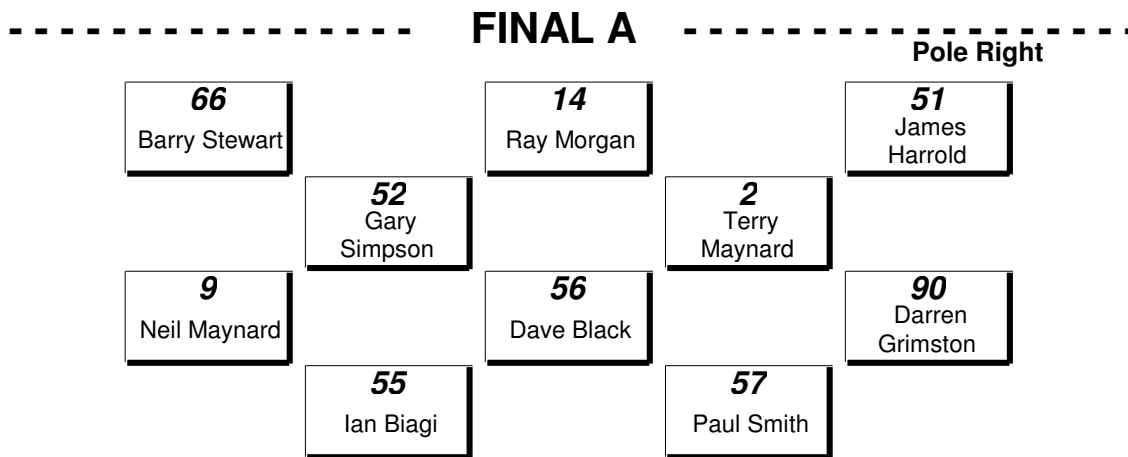 FINAL A
Pole Right
66
Barry Stewart
14
Ray Morgan
51
James
Harrold
52
Gary
Simpson
2
Terry
Maynard
9
Neil Maynard
56
Dave Black
90
Darren
Grimston
55
Ian Biagi
57
Paul Smith